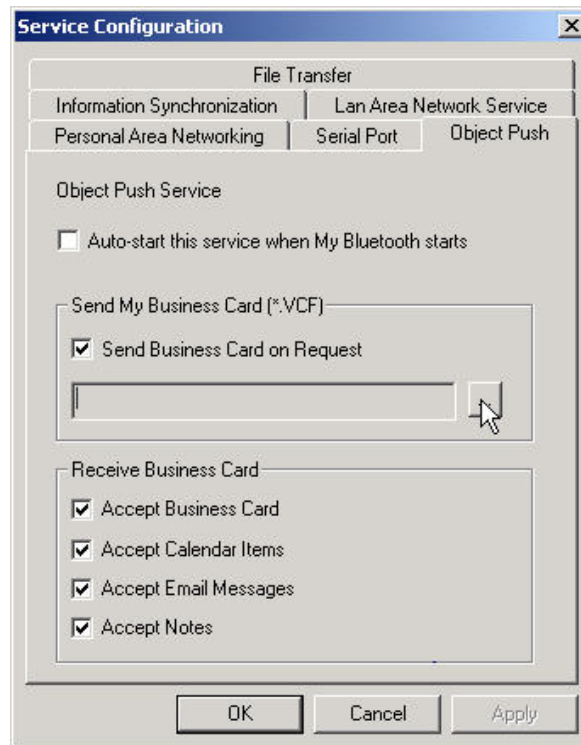 Service Configuration
File Transfer
Information Synchronization
Lan Area Network Service
Personal Area Networking
Serial Port
Object Push
Object Push Service
Auto-start this service when My Bluetooth starts
Send My Business Card (*.VCF)
Send Business Card on Request
Receive Business Card
Accept Business Card
Accept Calendar Items
Accept Email Messages
Accept Notes
OK
Cancel
Apply